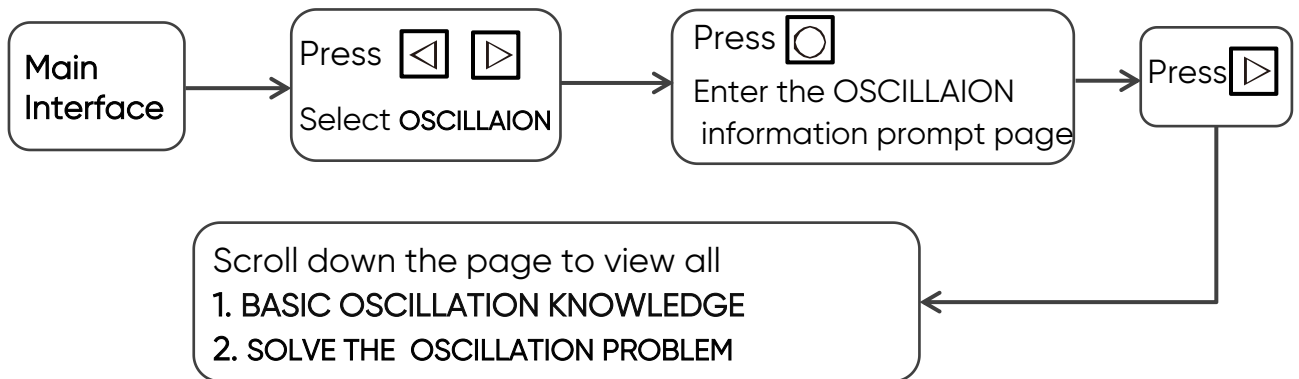 Main
Interface
Press
Select OSCILLAION
Press
Enter the OSCILLAION
information prompt page
Press
Scroll down the page to view all
1. BASIC OSCILLATION KNOWLEDGE
2. SOLVE THE OSCILLATION PROBLEM